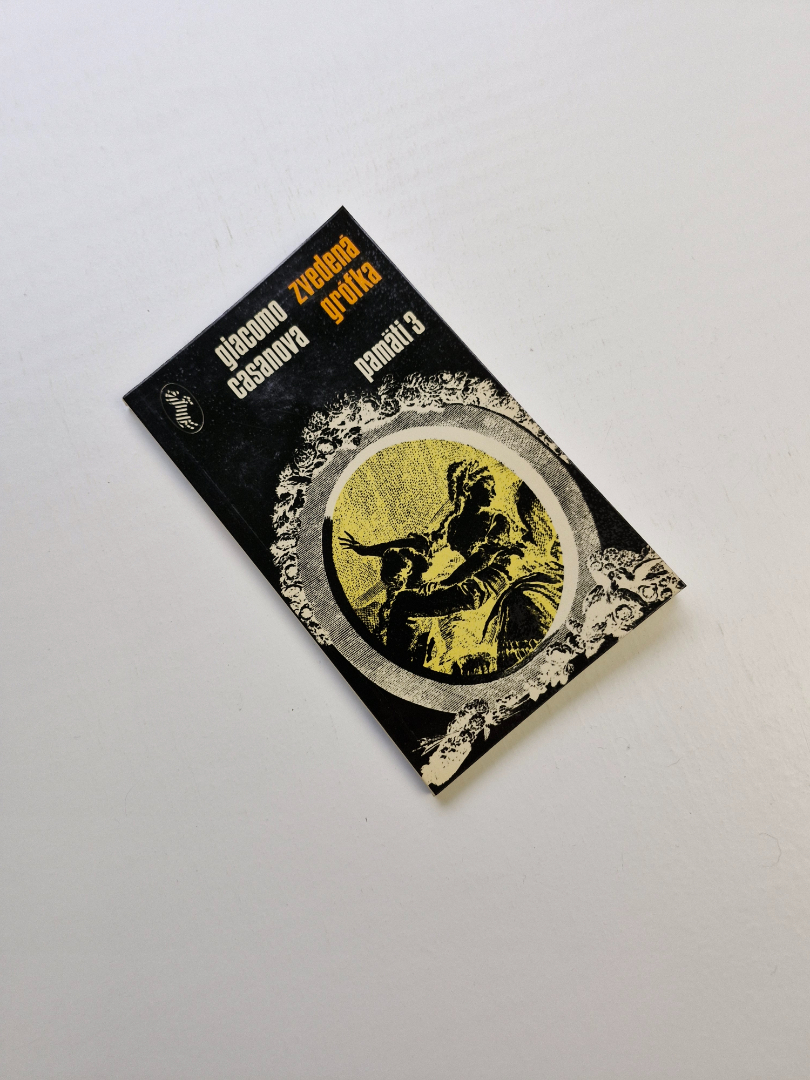 giacomo
casanova
zvedená
grófka
pamäti 3